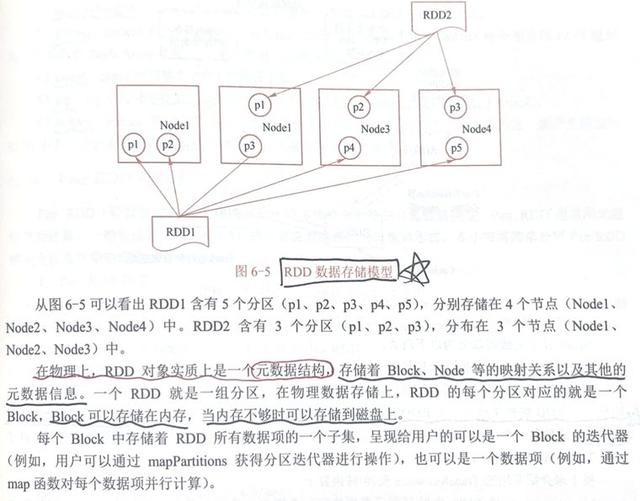 RDD2
p1
p2
p3
Node1
Node1
Node3
Node4
p1
p2
p3
p4
p5
RDD1
图 6-5 RDD 数据存储模型
从图 6-5 可以看出 RDD1 含有 5 个分区（p1、p2、p3、p4、p5），分别存储在 4 个节点（Node1、
Node2、Node3、Node4）中。RDD2 含有 3 个分区（p1、p2、p3），分布在 3 个节点（Node1、
Node2、Node3）中。
在物理上，RDD 对象实质上是一个元数据结构，存储着 Block、Node 等的映射关系以及其他的
元数据信息。一个 RDD 就是一组分区，在物理数据存储上，RDD 的每个分区对应的就是一个
Block，Block 可以存储在内存，当内存不够时可以存储到磁盘上。
每个 Block 中存储着 RDD 所有数据项的一个子集，呈现给用户的可以是一个 Block 的迭代器
（例如，用户可以通过 mapPartitions 获得分区迭代器进行操作），也可以是一个数据项（例如，通过
map 函数对每个数据项并行计算）。